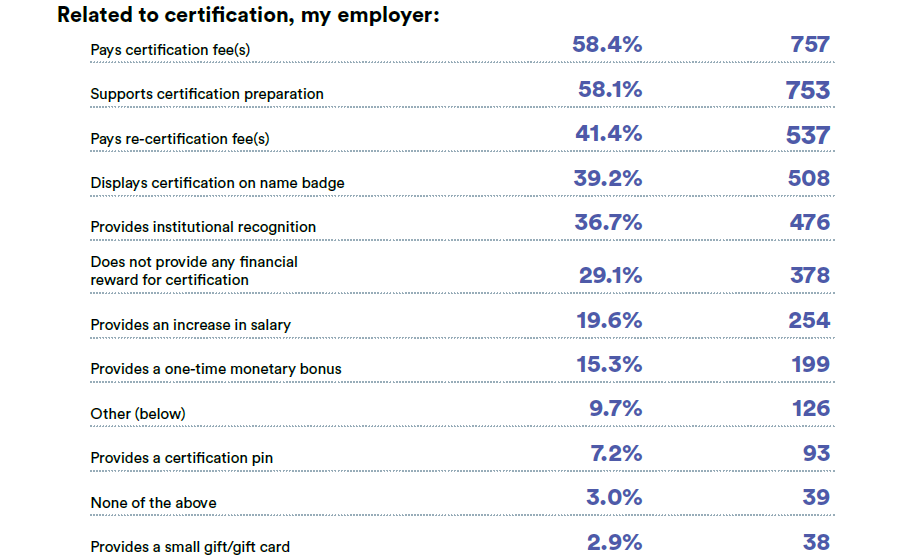 Related to certification, my employer:
Pays certification fee(s) 58.4% 757
Supports certification preparation 58.1% 753
Pays re-certification fee(s) 41.4% 537
Displays certification on name badge 39.2% 508
Provides institutional recognition 36.7% 476
Does not provide any financial
reward for certification 29.1% 378
Provides an increase in salary 19.6% 254
Provides a one-time monetary bonus 15.3% 199
Other (below) 9.7% 126
Provides a certification pin 7.2% 93
None of the above 3.0% 39
Provides a small gift/gift card 2.9% 38